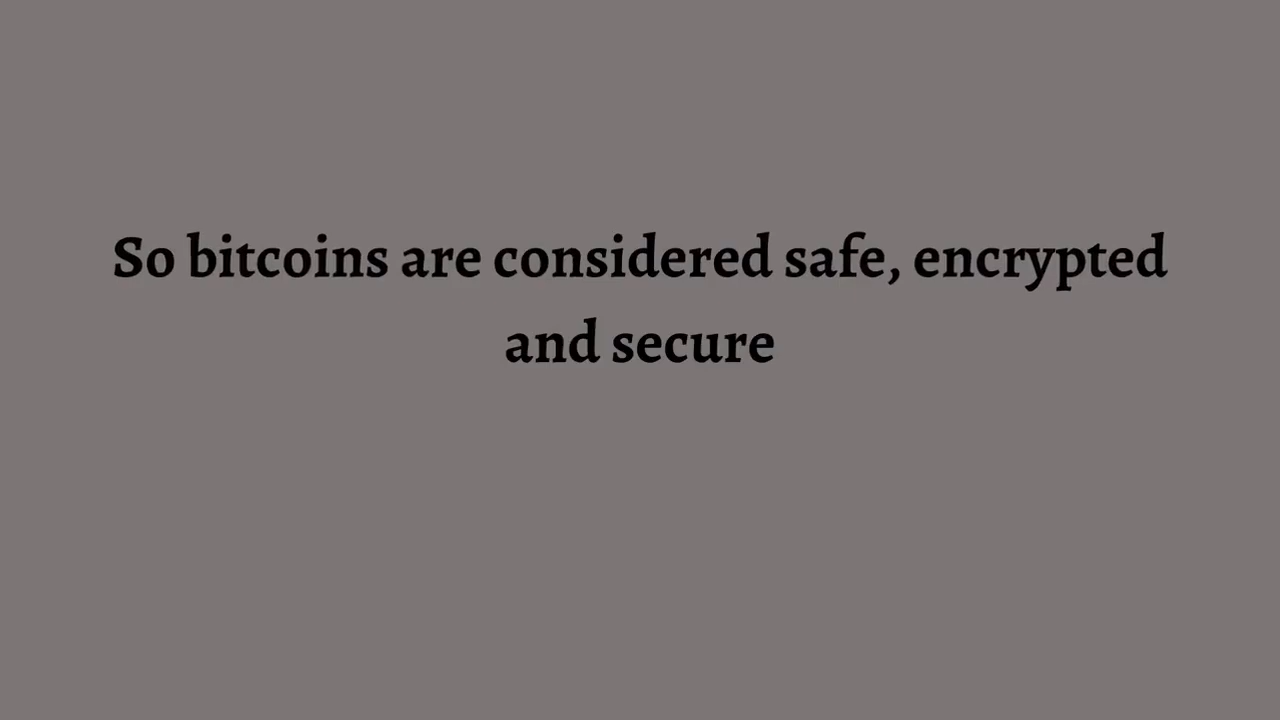 So bitcoins are considered safe, encrypted
and secure